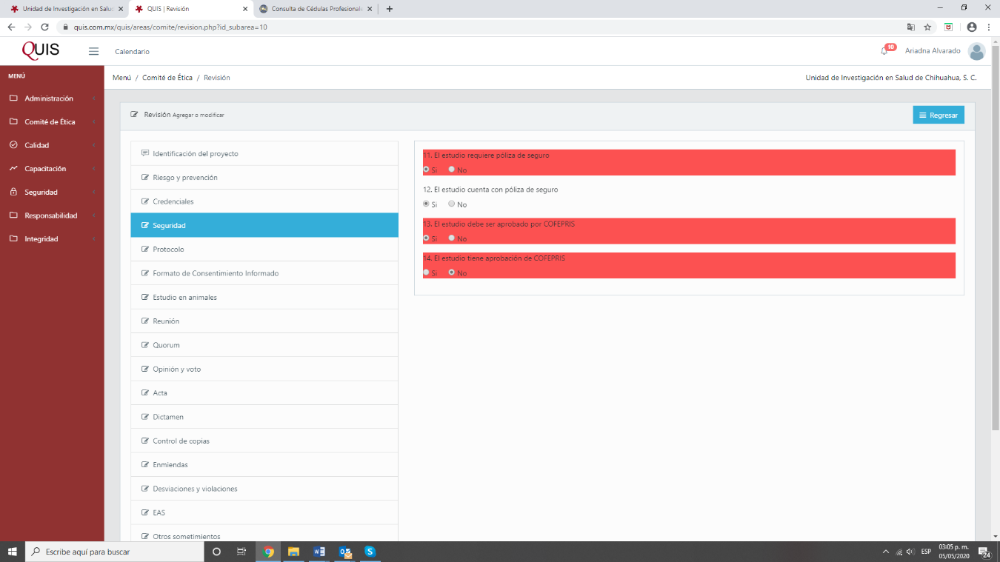 Unidad de Investigación en Salud
QUIS | Revisión
Consulta de Cédulas Profesionale
quis.com.mx/quis/areas/comite/revision.php?id_subarea=10
QUIS
Calendario
10
Ariadna Alvarado
MENÚ
Menú / Comité de Ética / Revisión
Unidad de Investigación en Salud de Chihuahua, S. C.
Administración
Comité de Ética
Calidad
Capacitación
Seguridad
Responsabilidad
Integridad
Revisión Agregar o modificar
Regresar
Identificación del proyecto
Riesgo y prevención
Credenciales
Seguridad
Protocolo
Formato de Consentimiento Informado
Estudio en animales
Reunión
Quorum
Opinión y voto
Acta
Dictamen
Control de copias
Enmiendas
Desviaciones y violaciones
EAS
Otros sometimientos
11. El estudio requiere póliza de seguro
Si No
12. El estudio cuenta con póliza de seguro
Si No
13. El estudio debe ser aprobado por COFEPRIS
Si No
14. El estudio tiene aprobación de COFEPRIS
Si No
Escribe aquí para buscar
ESP
03:05 p. m.
05/05/2020
24